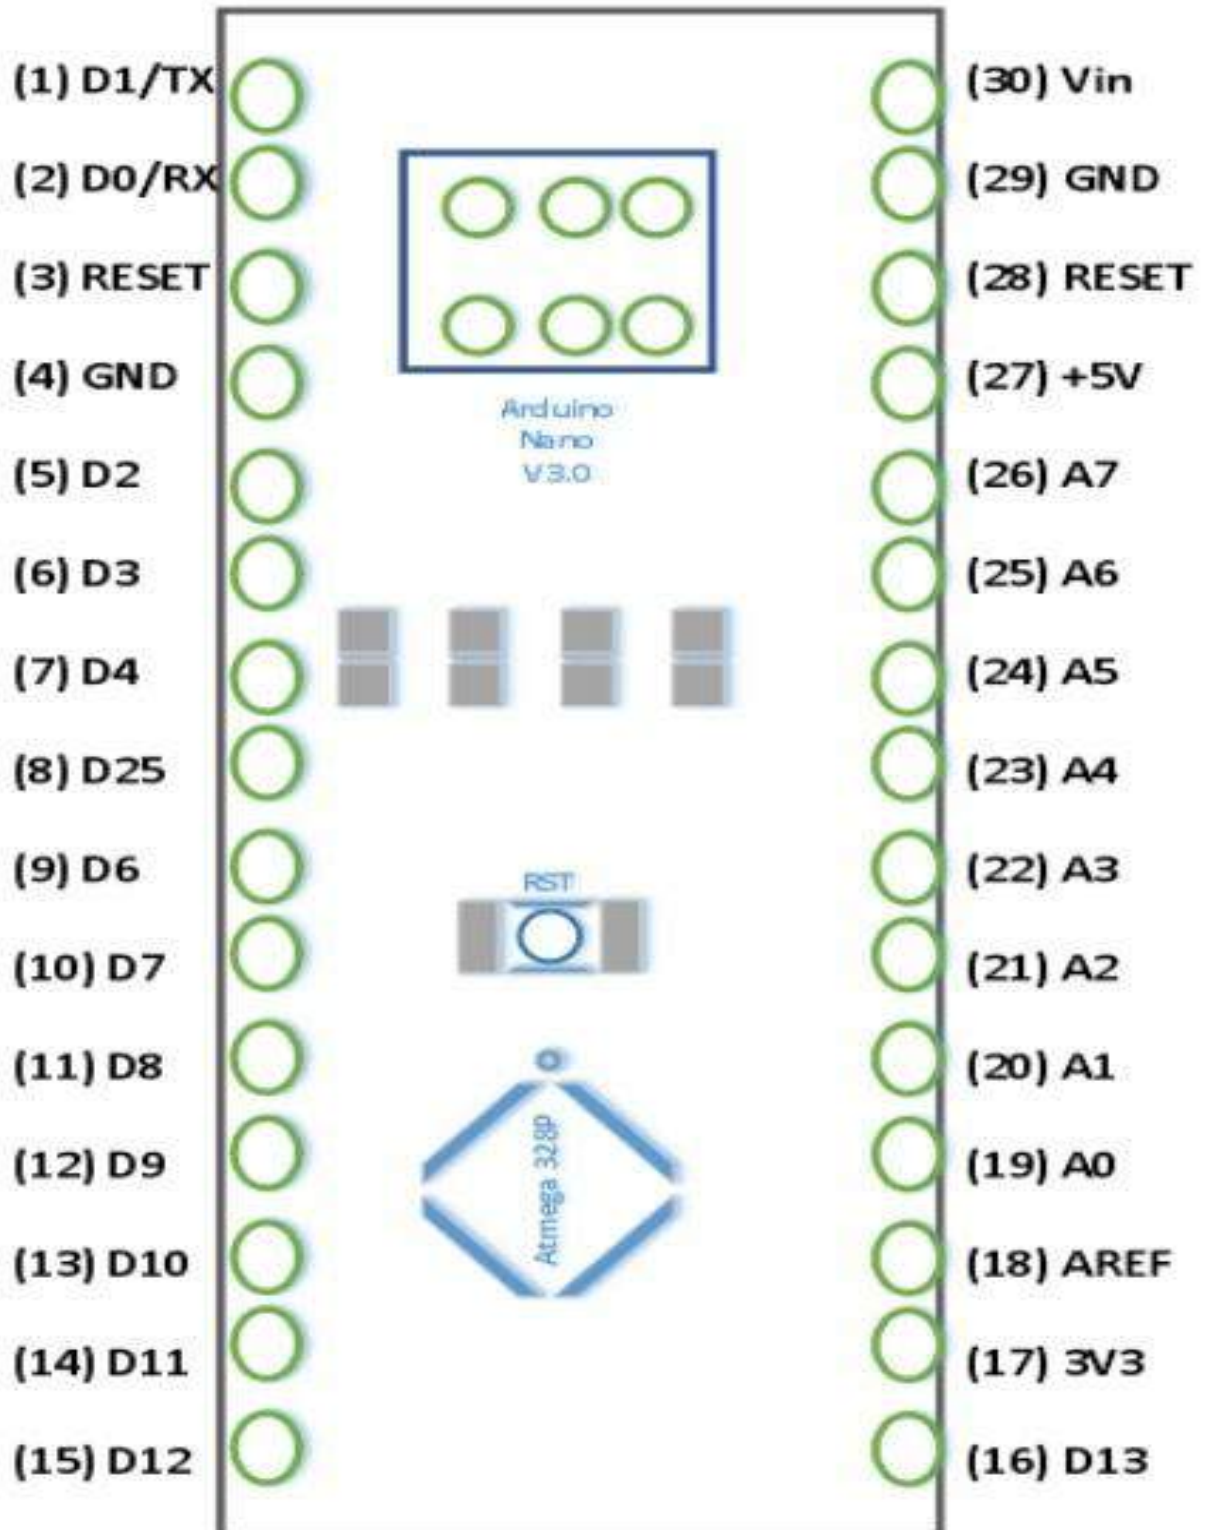 (1) D1/TX
(2) D0/RX
(3) RESET
(4) GND
(5) D2
(6) D3
(7) D4
(8) D25
(9) D6
(10) D7
(11) D8
(12) D9
(13) D10
(14) D11
(15) D12
Arduino
Nano
V3.0
RST
Atmega 328P
(30) Vin
(29) GND
(28) RESET
(27) +5V
(26) A7
(25) A6
(24) A5
(23) A4
(22) A3
(21) A2
(20) A1
(19) A0
(18) AREF
(17) 3V3
(16) D13